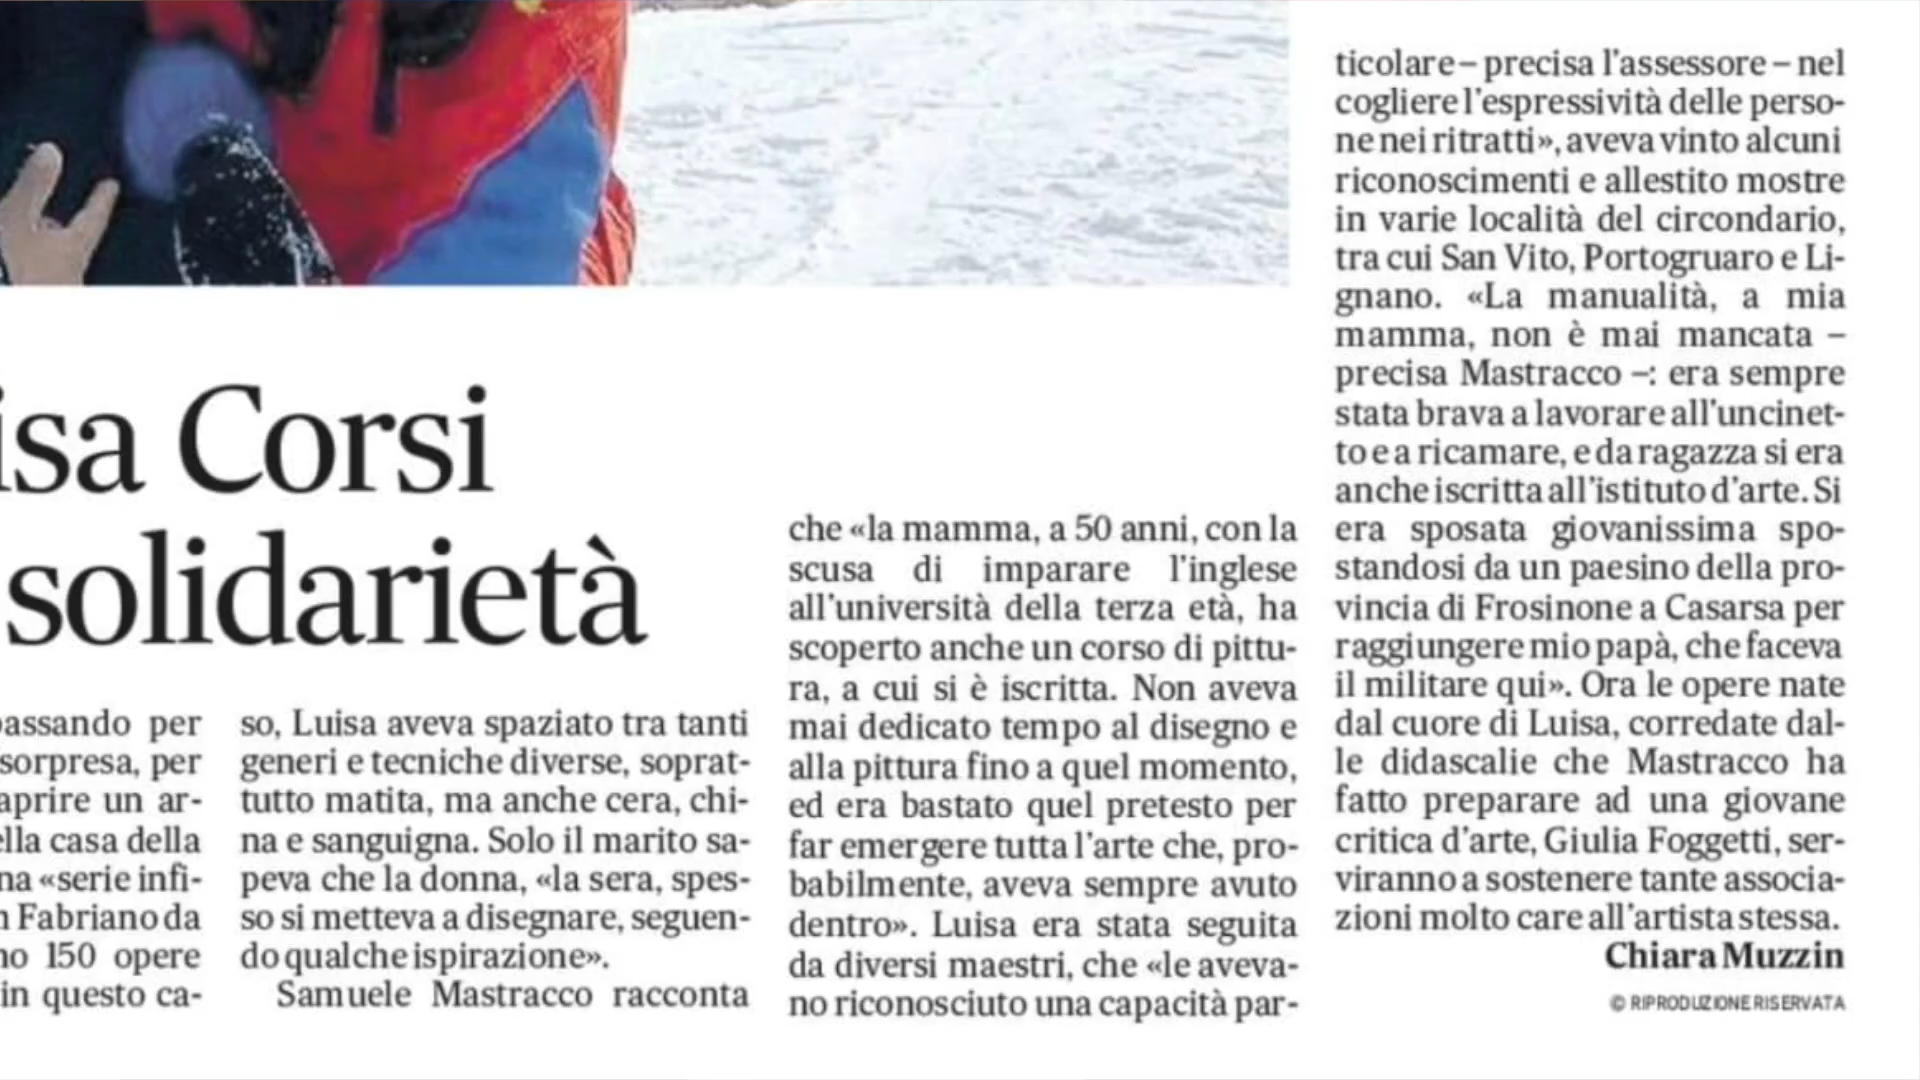 isa Corsi
solidarietà
passando per
sorpresa, per
aprire un ar-
ella casa della
na «serie infi-
n Fabriano da
no 150 opere
in questo ca-
so, Luisa aveva spaziato tra tanti
generi e tecniche diverse, soprat-
tutto matita, ma anche cera, chi-
na e sanguigna. Solo il marito sa-
peva che la donna, «la sera, spes-
so si metteva a disegnare, seguen-
do qualche ispirazione».
Samuele Mastracco racconta
che «la mamma, a 50 anni, con la
scusa di imparare l'inglese
all'università della terza età, ha
scoperto anche un corso di pittu-
ra, a cui si è iscritta. Non aveva
mai dedicato tempo al disegno e
alla pittura fino a quel momento,
ed era bastato quel pretesto per
far emergere tutta l'arte che, pro-
babilmente, aveva sempre avuto
dentro». Luisa era stata seguita
da diversi maestri, che «le aveva-
no riconosciuto una capacità par-
ticolare – precisa l'assessore – nel
cogliere l'espressività delle perso-
ne nei ritratti», aveva vinto alcuni
riconoscimenti e allestito mostre
in varie località del circondario,
tra cui San Vito, Portogruaro e Li-
gnano. «La manualità, a mia
mamma, non è mai mancata –
precisa Mastracco –: era sempre
stata brava a lavorare all'uncinet-
to e a ricamare, e da ragazza si era
anche iscritta all'istituto d'arte. Si
era sposata giovanissima spo-
standosi da un paesino della pro-
vincia di Frosinone a Casarsa per
raggiungere mio papà, che faceva
il militare qui». Ora le opere nate
dal cuore di Luisa, corredate dal-
le didascalie che Mastracco ha
fatto preparare ad una giovane
critica d'arte, Giulia Foggetti, ser-
viranno a sostenere tante associa-
zioni molto care all'artista stessa.
Chiara Muzzin
© RIPRODUZIONE RISERVATA